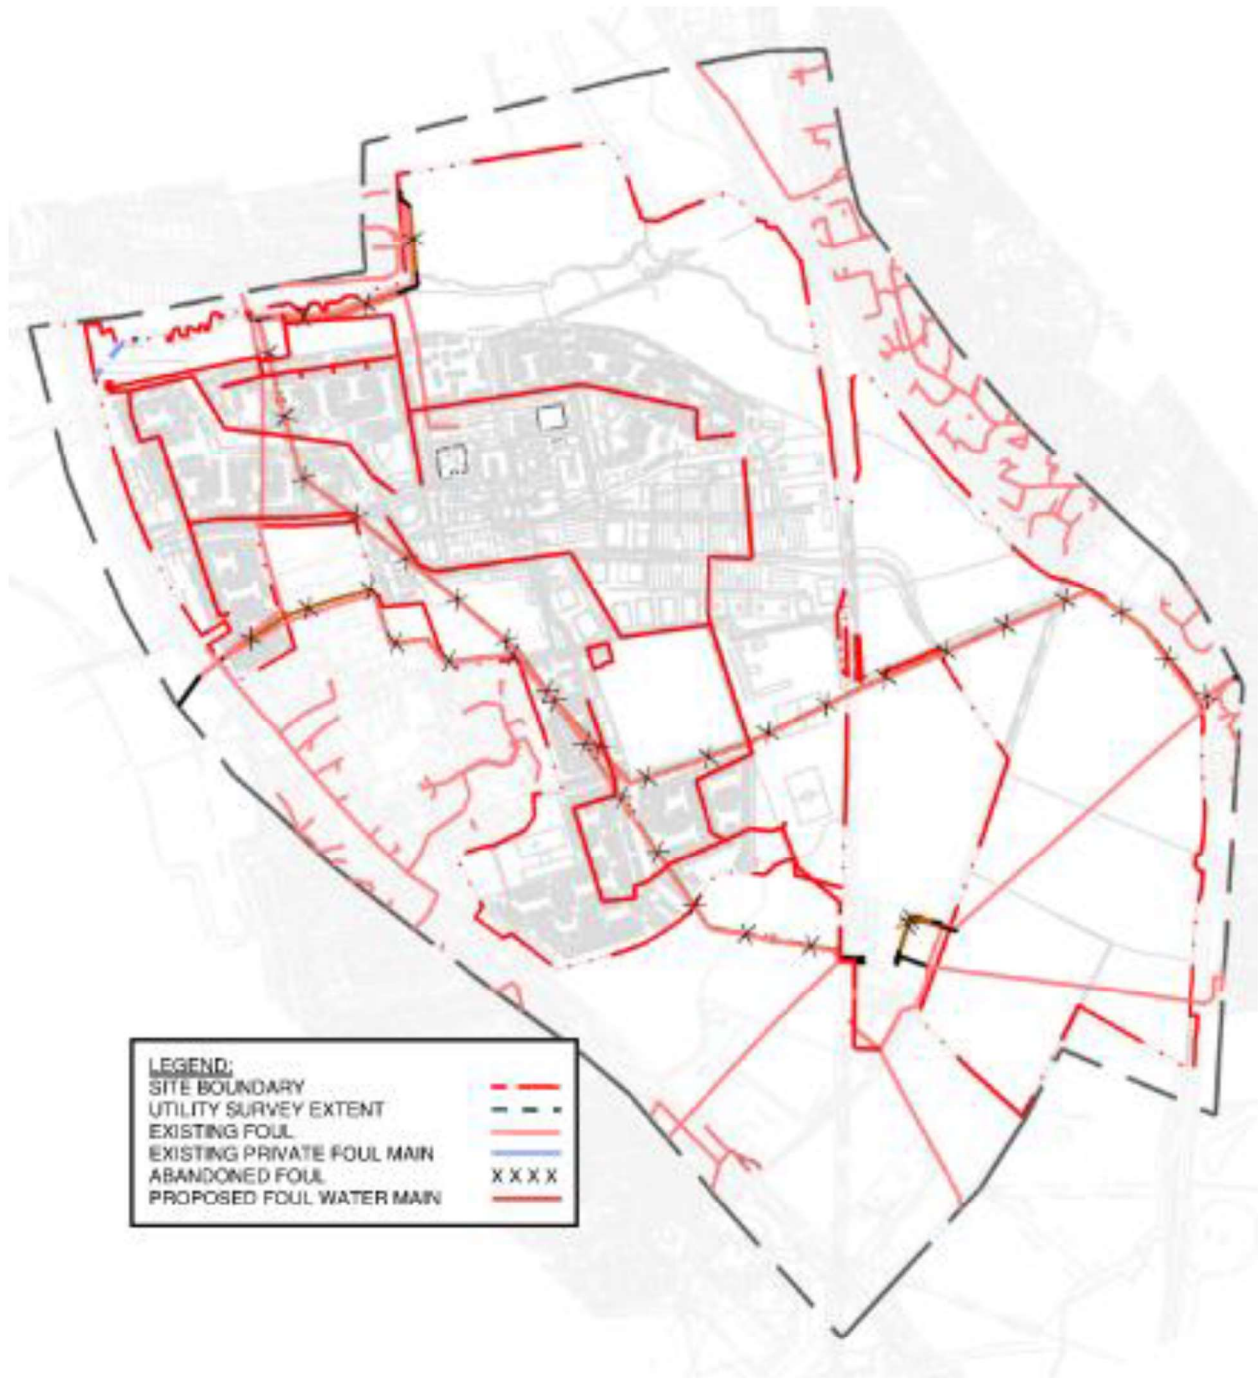 LEGEND:
SITE BOUNDARY
UTILITY SURVEY EXTENT
EXISTING FOUL
EXISTING PRIVATE FOUL MAIN
ABANDONED FOUL X X X X
PROPOSED FOUL WATER MAIN